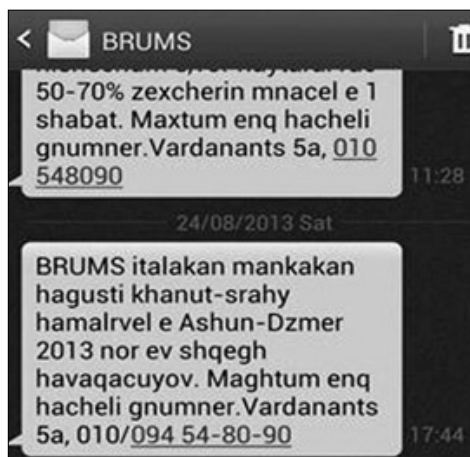 BRUMS
50-70% zexcherin mnacel e 1
shabat. Maxtum enq hacheli
gnumner.Vardanants 5a, 010
548090
11:28
24/08/2013 Sat
BRUMS italakan mankakan
hagusti khanut-srahy
hamalrvel e Ashun-Dzmer
2013 nor ev shqegh
havaqacuyov. Maghtum enq
hacheli gnumner.Vardanants
5a, 010/094 54-80-90
17:44